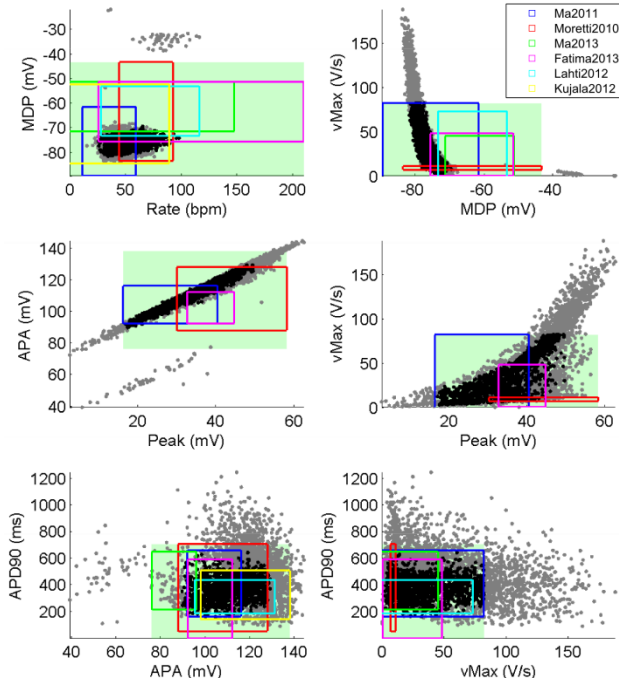 Ma2011
Moretti2010
Ma2013
Fatima2013
Lahti2012
Kujala2012
-30
-40
-50
-60
-70
-80
MDP (mV)
0 50 100 150 200
Rate (bpm)
150
100
50
0
vMax (V/s)
-80 -60 -40
MDP (mV)
140
120
100
80
60
40
APA (mV)
20 40 60
Peak (mV)
200
150
100
50
0
vMax (V/s)
20 40 60
Peak (mV)
1200
1000
800
600
400
200
APD90 (ms)
40 60 80 100 120 140
APA (mV)
1200
1000
800
600
400
200
APD90 (ms)
0 50 100 150
vMax (V/s)